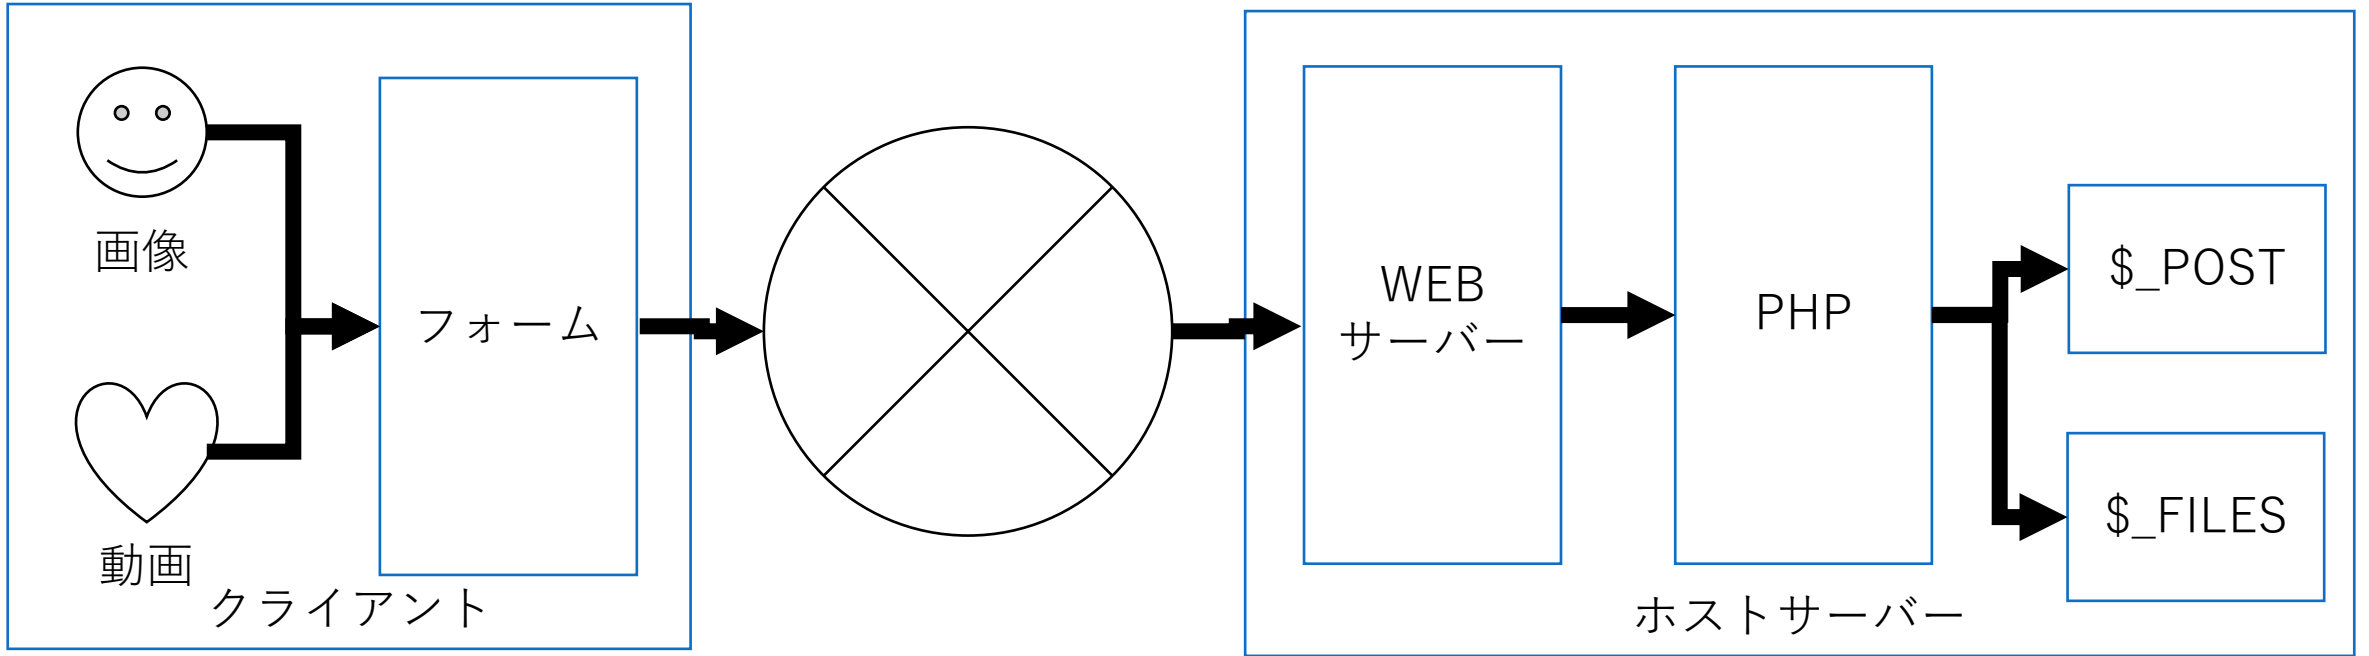 画像
動画
フォーム
クライアント
WEB
サーバー
PHP
$_POST
$_FILES
ホストサーバー